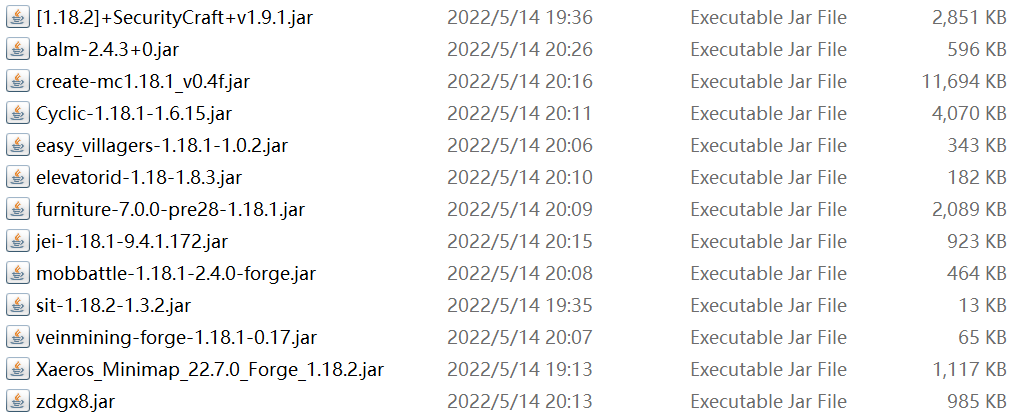 [1.18.2]+SecurityCraft+v1.9.1.jar 2022/5/14 19:36 Executable Jar File 2,851 KB
balm-2.4.3+0.jar 2022/5/14 20:26 Executable Jar File 596 KB
create-mc1.18.1_v0.4f.jar 2022/5/14 20:16 Executable Jar File 11,694 KB
Cyclic-1.18.1-1.6.15.jar 2022/5/14 20:11 Executable Jar File 4,070 KB
easy_villagers-1.18.1-1.0.2.jar 2022/5/14 20:06 Executable Jar File 343 KB
elevatorid-1.18-1.8.3.jar 2022/5/14 20:10 Executable Jar File 182 KB
furniture-7.0.0-pre28-1.18.1.jar 2022/5/14 20:09 Executable Jar File 2,089 KB
jei-1.18.1-9.4.1.172.jar 2022/5/14 20:15 Executable Jar File 923 KB
mobbattle-1.18.1-2.4.0-forge.jar 2022/5/14 20:08 Executable Jar File 464 KB
sit-1.18.2-1.3.2.jar 2022/5/14 19:35 Executable Jar File 13 KB
veinmining-forge-1.18.1-0.17.jar 2022/5/14 20:07 Executable Jar File 65 KB
Xaeros_Minimap_22.7.0_Forge_1.18.2.jar 2022/5/14 19:13 Executable Jar File 1,117 KB
zdgx8.jar 2022/5/14 20:13 Executable Jar File 985 KB